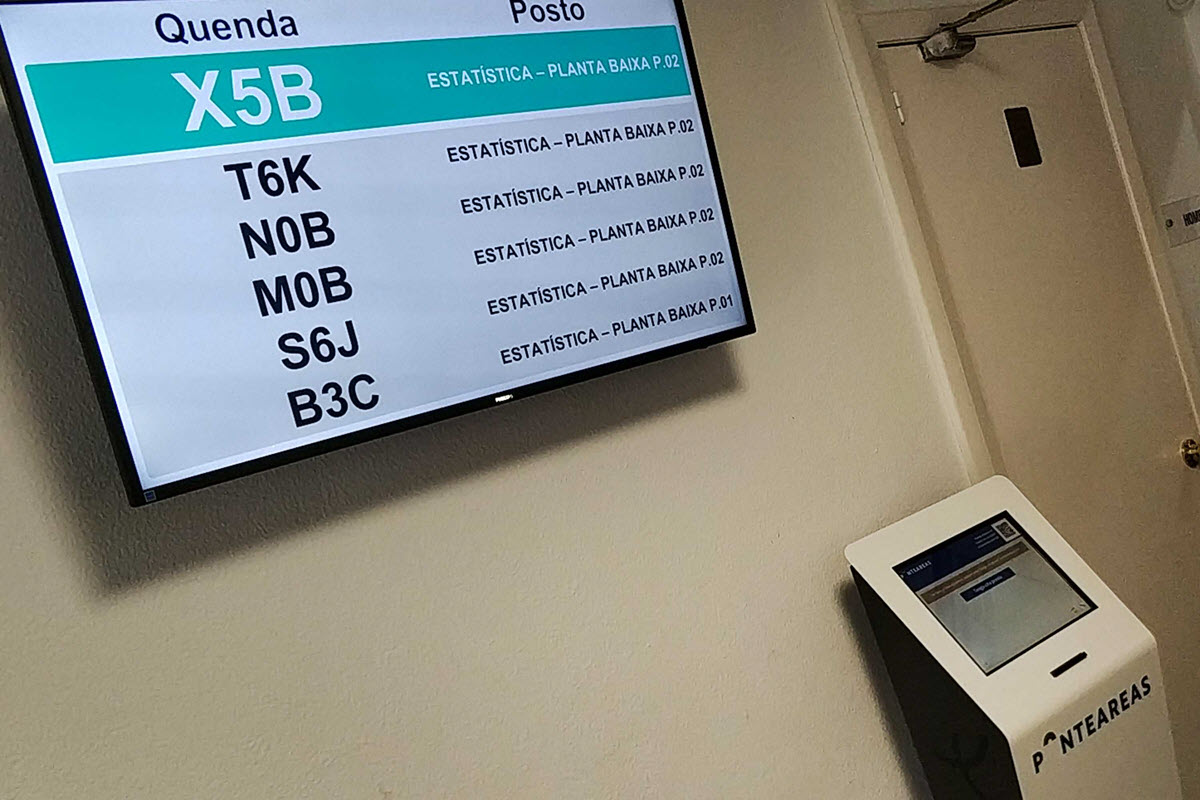 Quenda Posto
X5B ESTATÍSTICA – PLANTA BAIXA P.02
T6K ESTATÍSTICA – PLANTA BAIXA P.02
N0B ESTATÍSTICA – PLANTA BAIXA P.02
M0B ESTATÍSTICA – PLANTA BAIXA P.02
S6J ESTATÍSTICA – PLANTA BAIXA P.02
B3C ESTATÍSTICA – PLANTA BAIXA P.01
PHILIPS
PONTEAREAS